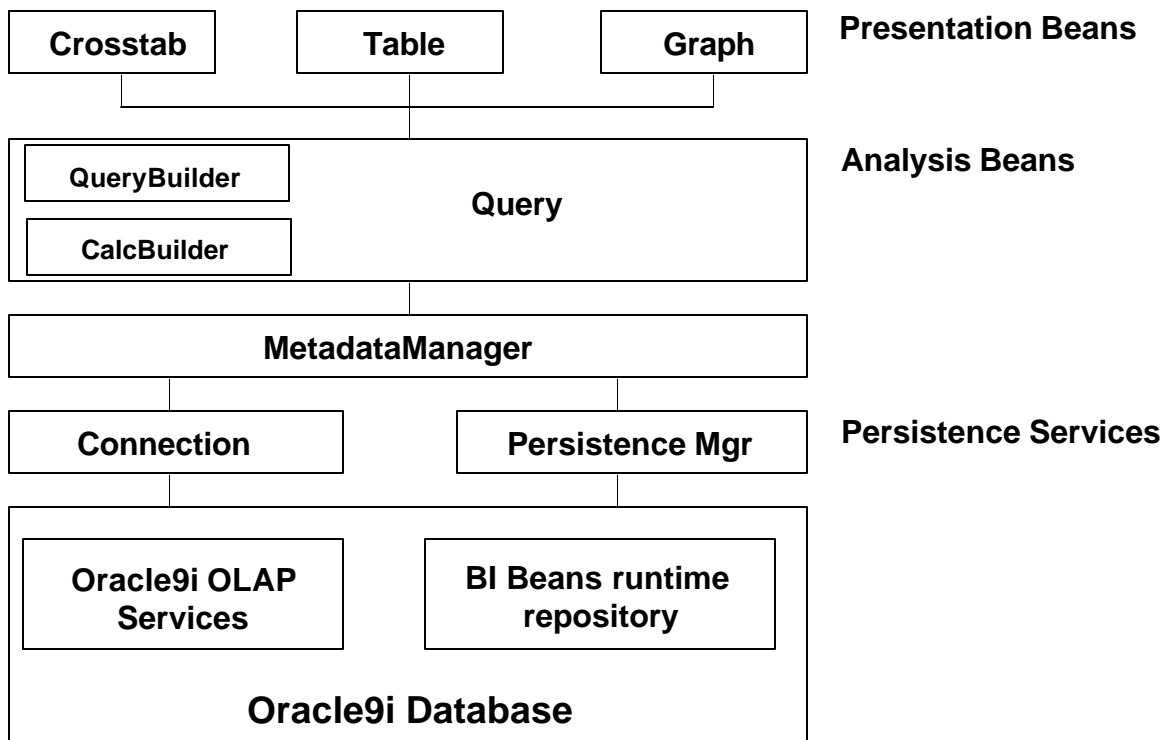 Crosstab
Table
Graph
Presentation Beans
QueryBuilder
Query
CalcBuilder
Analysis Beans
MetadataManager
Connection
Persistence Mgr
Persistence Services
Oracle9i OLAP
Services
BI Beans runtime
repository
Oracle9i Database